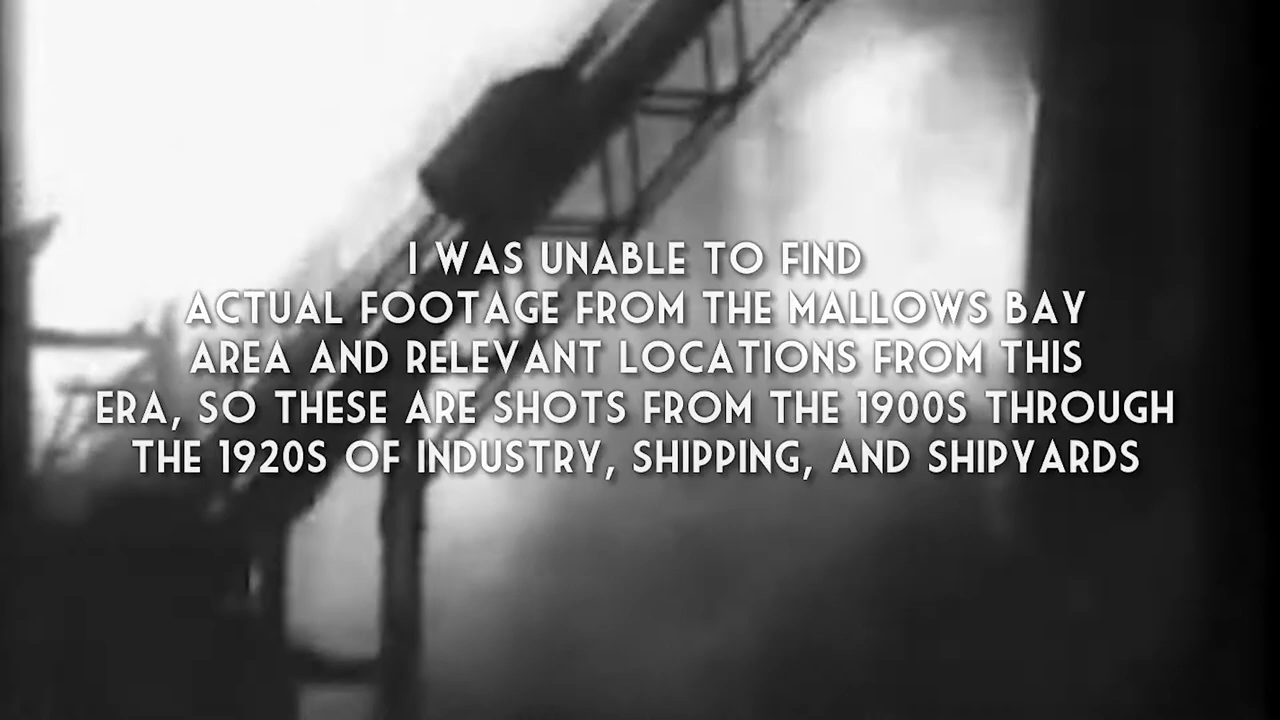 I WAS UNABLE TO FIND
ACTUAL FOOTAGE FROM THE MALLOWS BAY
AREA AND RELEVANT LOCATIONS FROM THIS
ERA, SO THESE ARE SHOTS FROM THE 1900S THROUGH
THE 1920S OF INDUSTRY, SHIPPING, AND SHIPYARDS